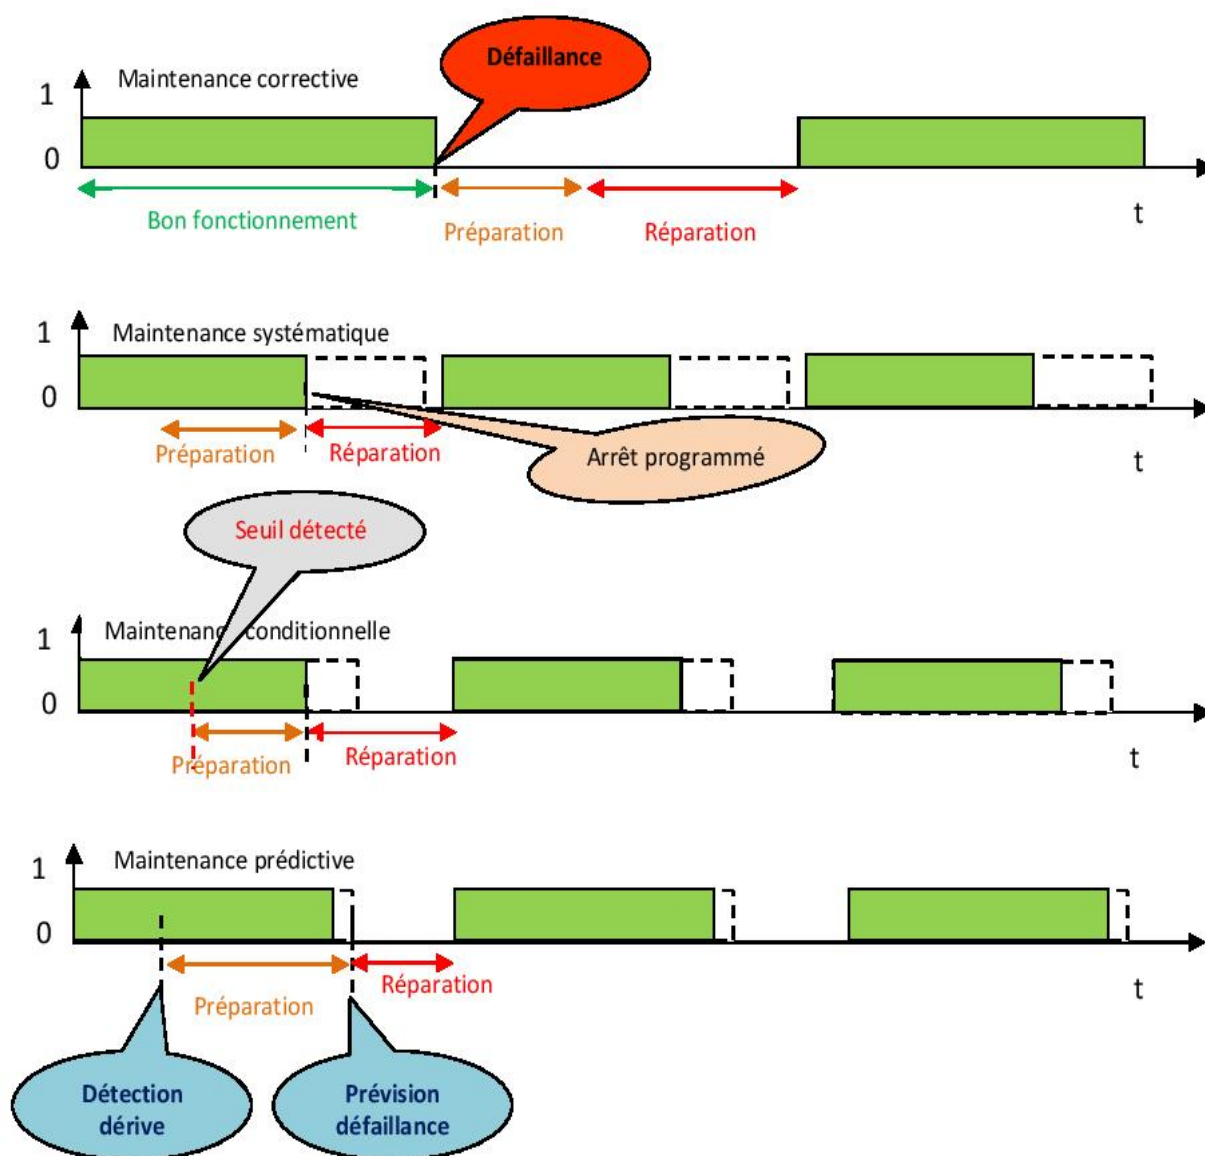 Défaillance
Maintenance corrective
1
0
Bon fonctionnement
Préparation
Réparation
t
Maintenance systématique
1
0
Préparation
Réparation
Arrêt programmé
t
Seuil détecté
Maintenance conditionnelle
1
0
Préparation
Réparation
t
Maintenance prédictive
1
0
Préparation
Réparation
t
Détection
dérive
Prévision
défaillance